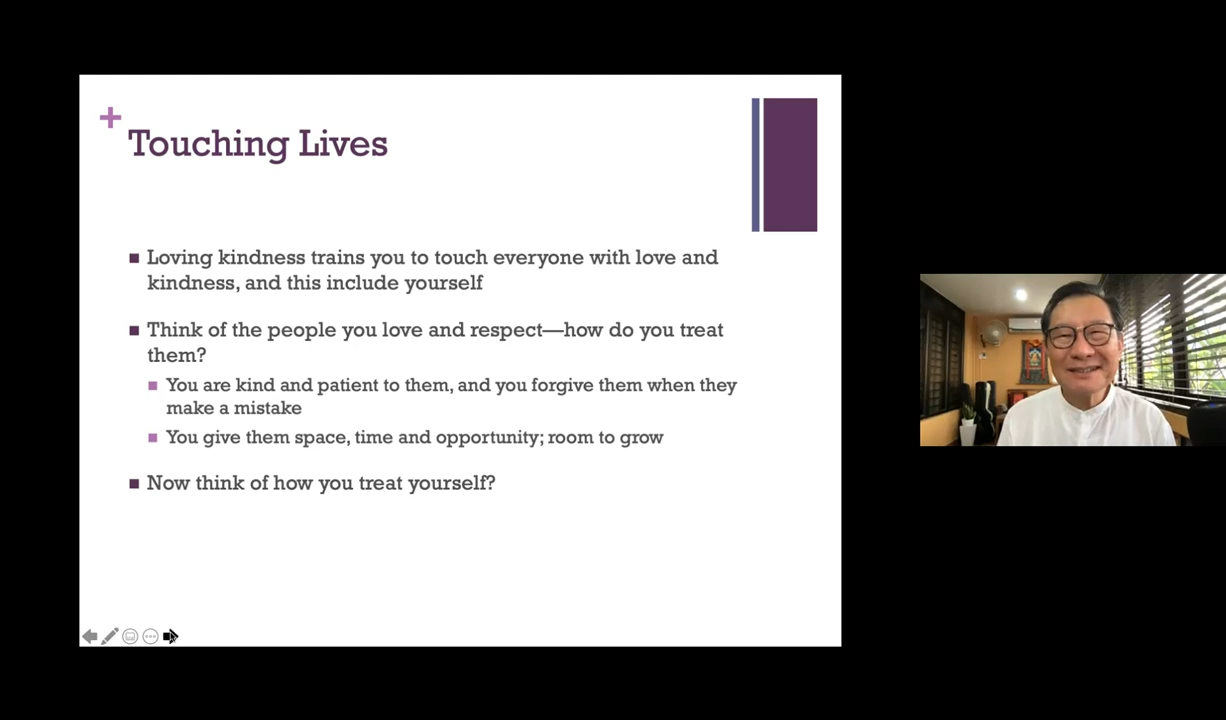 +
Touching Lives
■ Loving kindness trains you to touch everyone with love and
kindness, and this include yourself
■ Think of the people you love and respect—how do you treat
them?
■ You are kind and patient to them, and you forgive them when they
make a mistake
■ You give them space, time and opportunity; room to grow
■ Now think of how you treat yourself?